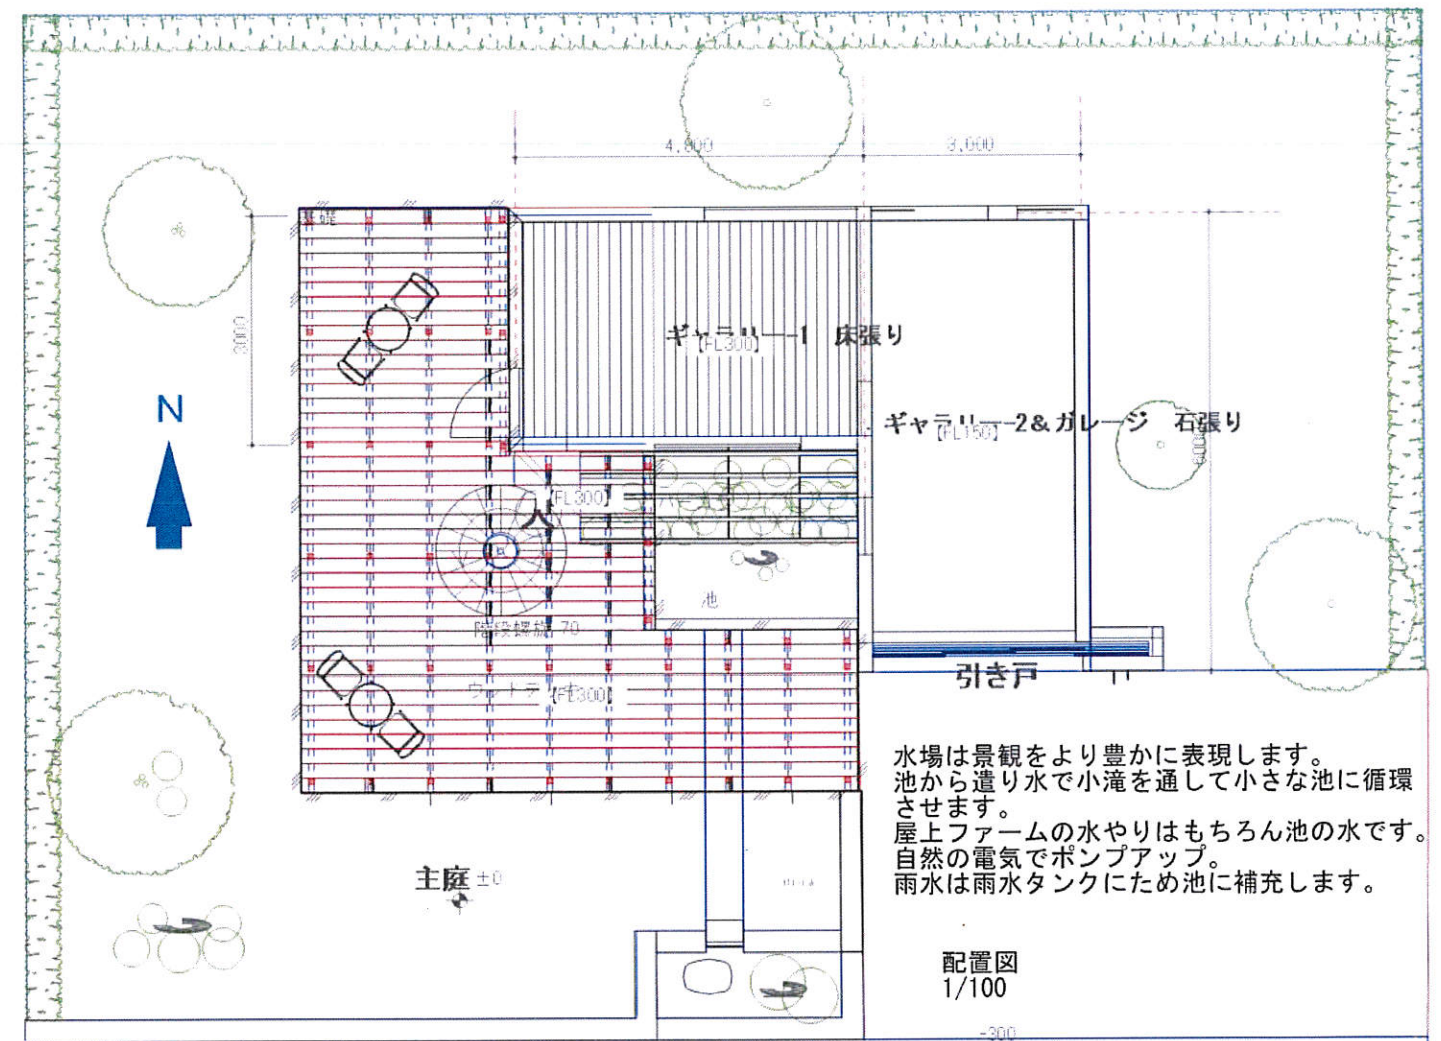 4,800
3,000
基礎
3000
ギャラリー-1 床張り
【FL300】
N
ギャラリー-2&ガレージ 石張り
【FL150】
6000
【FL300】
入
池
階段螺旋 70
引き戸
【FL300】
水場は景観をより豊かに表現します。
池から遣り水で小滝を通して小さな池に循環
させます。
屋上ファームの水やりはもちろん池の水です。
自然の電気でポンプアップ。
雨水は雨水タンクにため池に補充します。
主庭 ±0
配置図
1/100
-300